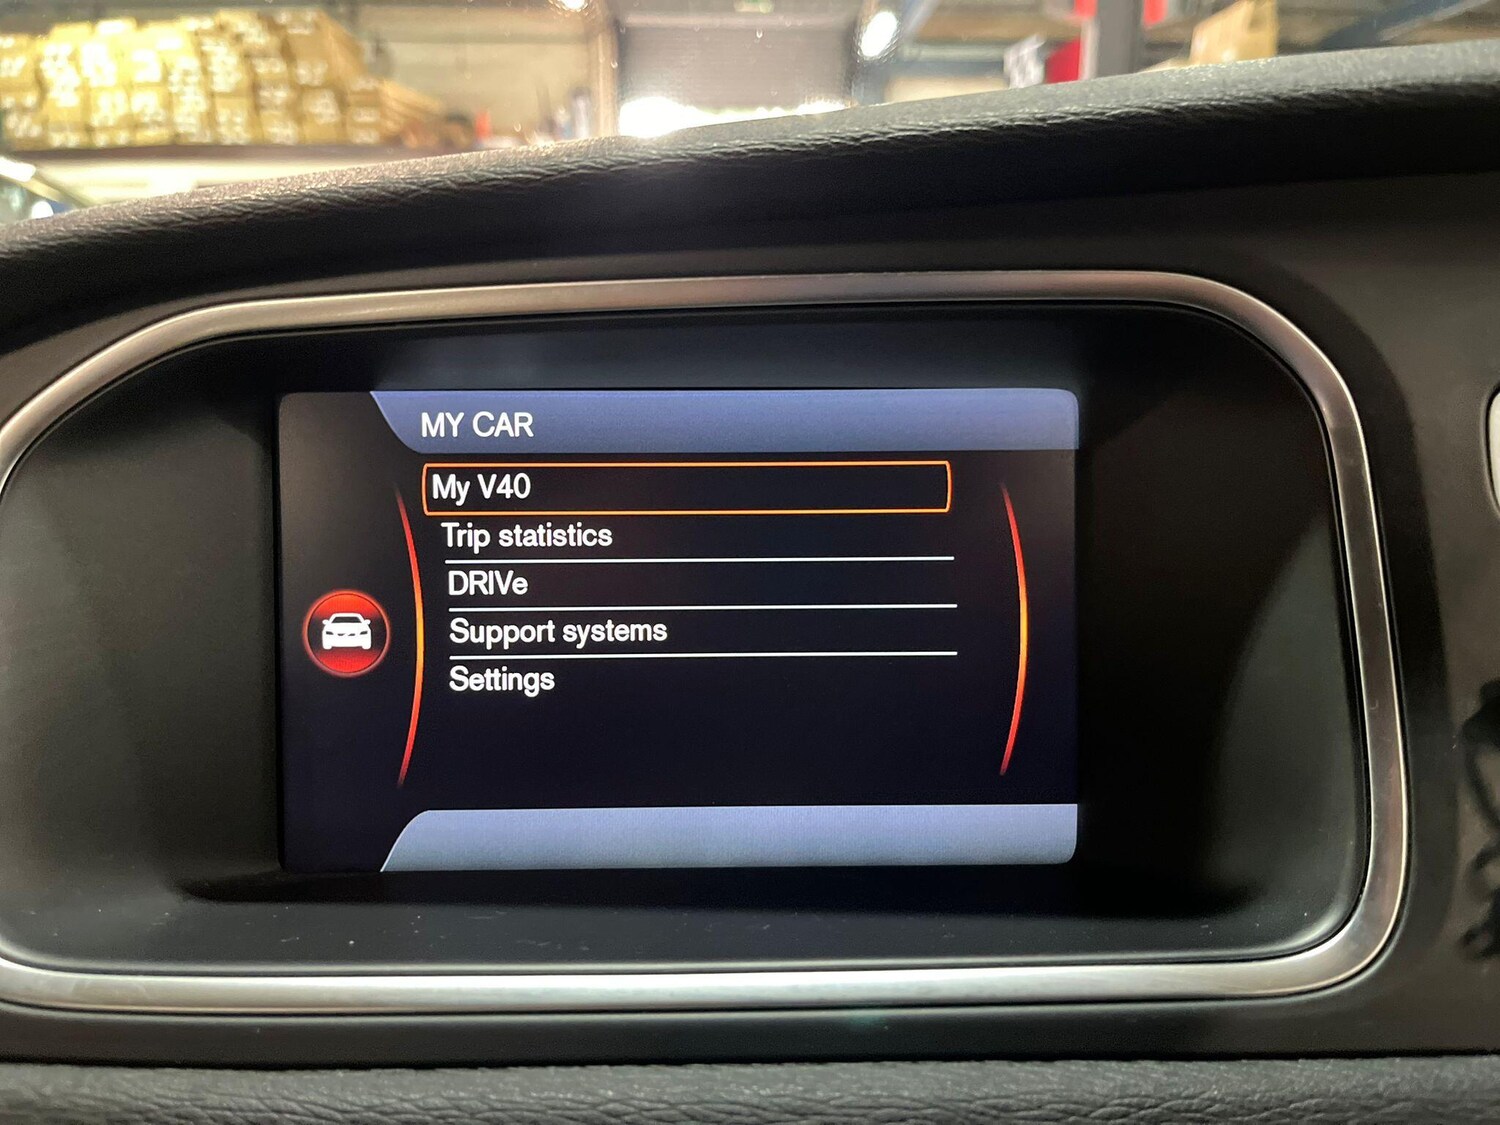 MY CAR
My V40
Trip statistics
DRIVe
Support systems
Settings